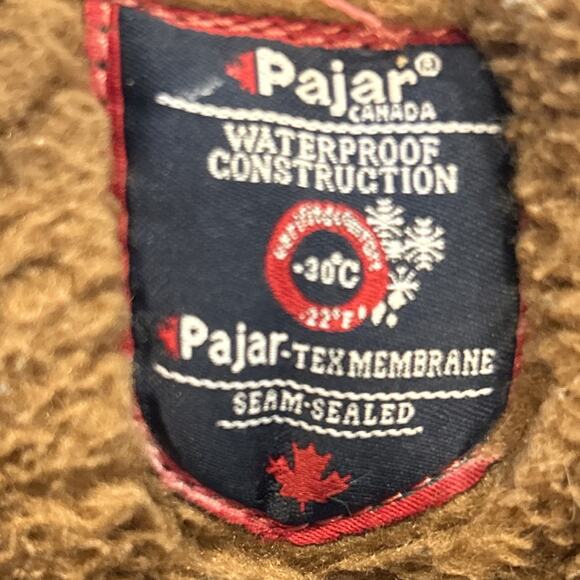 Pajar®
CANADA
WATERPROOF
CONSTRUCTION
-30°C
-22°F
Pajar-TEX MEMBRANE
SEAM-SEALED